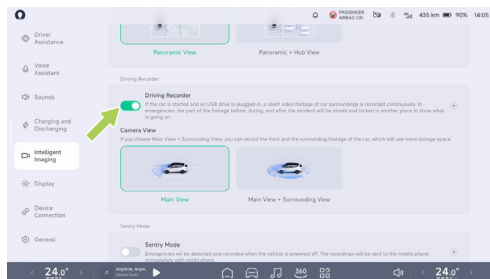 PASSENGER
AIRBAG ON
435 km
90%
14:05
Driver
Assistance
Voice
Assistant
Sounds
Charging and
Discharging
Intelligent
Imaging
Display
Device
Connection
General
Panoramic View
Panoramic + Hub View
Driving Recorder
Driving Recorder
If the car is started and an USB drive is plugged in, a silent video footage of car surroundings is recorded continuously. In
emergencies, the part of the footage before, during, and after the incident will be stored and locked in another place to show what
is going on.
Camera View
If you choose Main View + Surrounding View, you can record the front and the surrounding footage of the car, which will use more storage space
Main View
Main View + Surrounding View
Sentry Mode
Sentry Mode
Emergencies will be detected and recorded when the vehicle is powered off. The recordings will be sent to the mobile phone
immediately with notifications.
24.0°
Anytime, Anyw..
360
24.0°